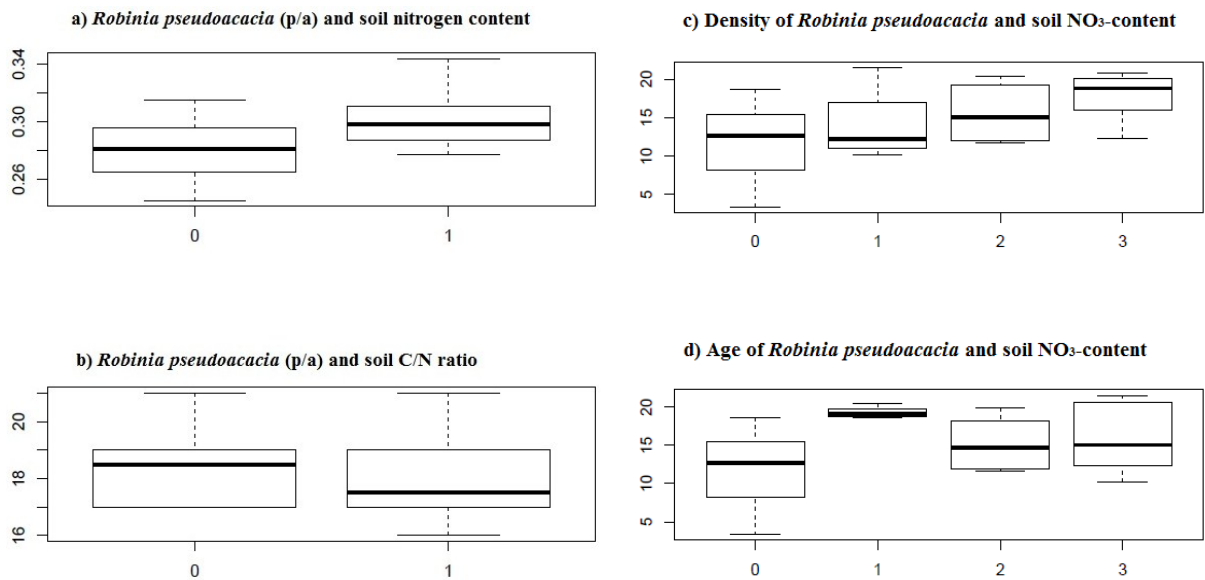 a) Robinia pseudoacacia (p/a) and soil nitrogen content
0.34
0.30
0.26
0 1
b) Robinia pseudoacacia (p/a) and soil C/N ratio
20
18
16
0 1
c) Density of Robinia pseudoacacia and soil NO₃-content
20
15
10
5
0 1 2 3
d) Age of Robinia pseudoacacia and soil NO₃-content
20
15
10
5
0 1 2 3